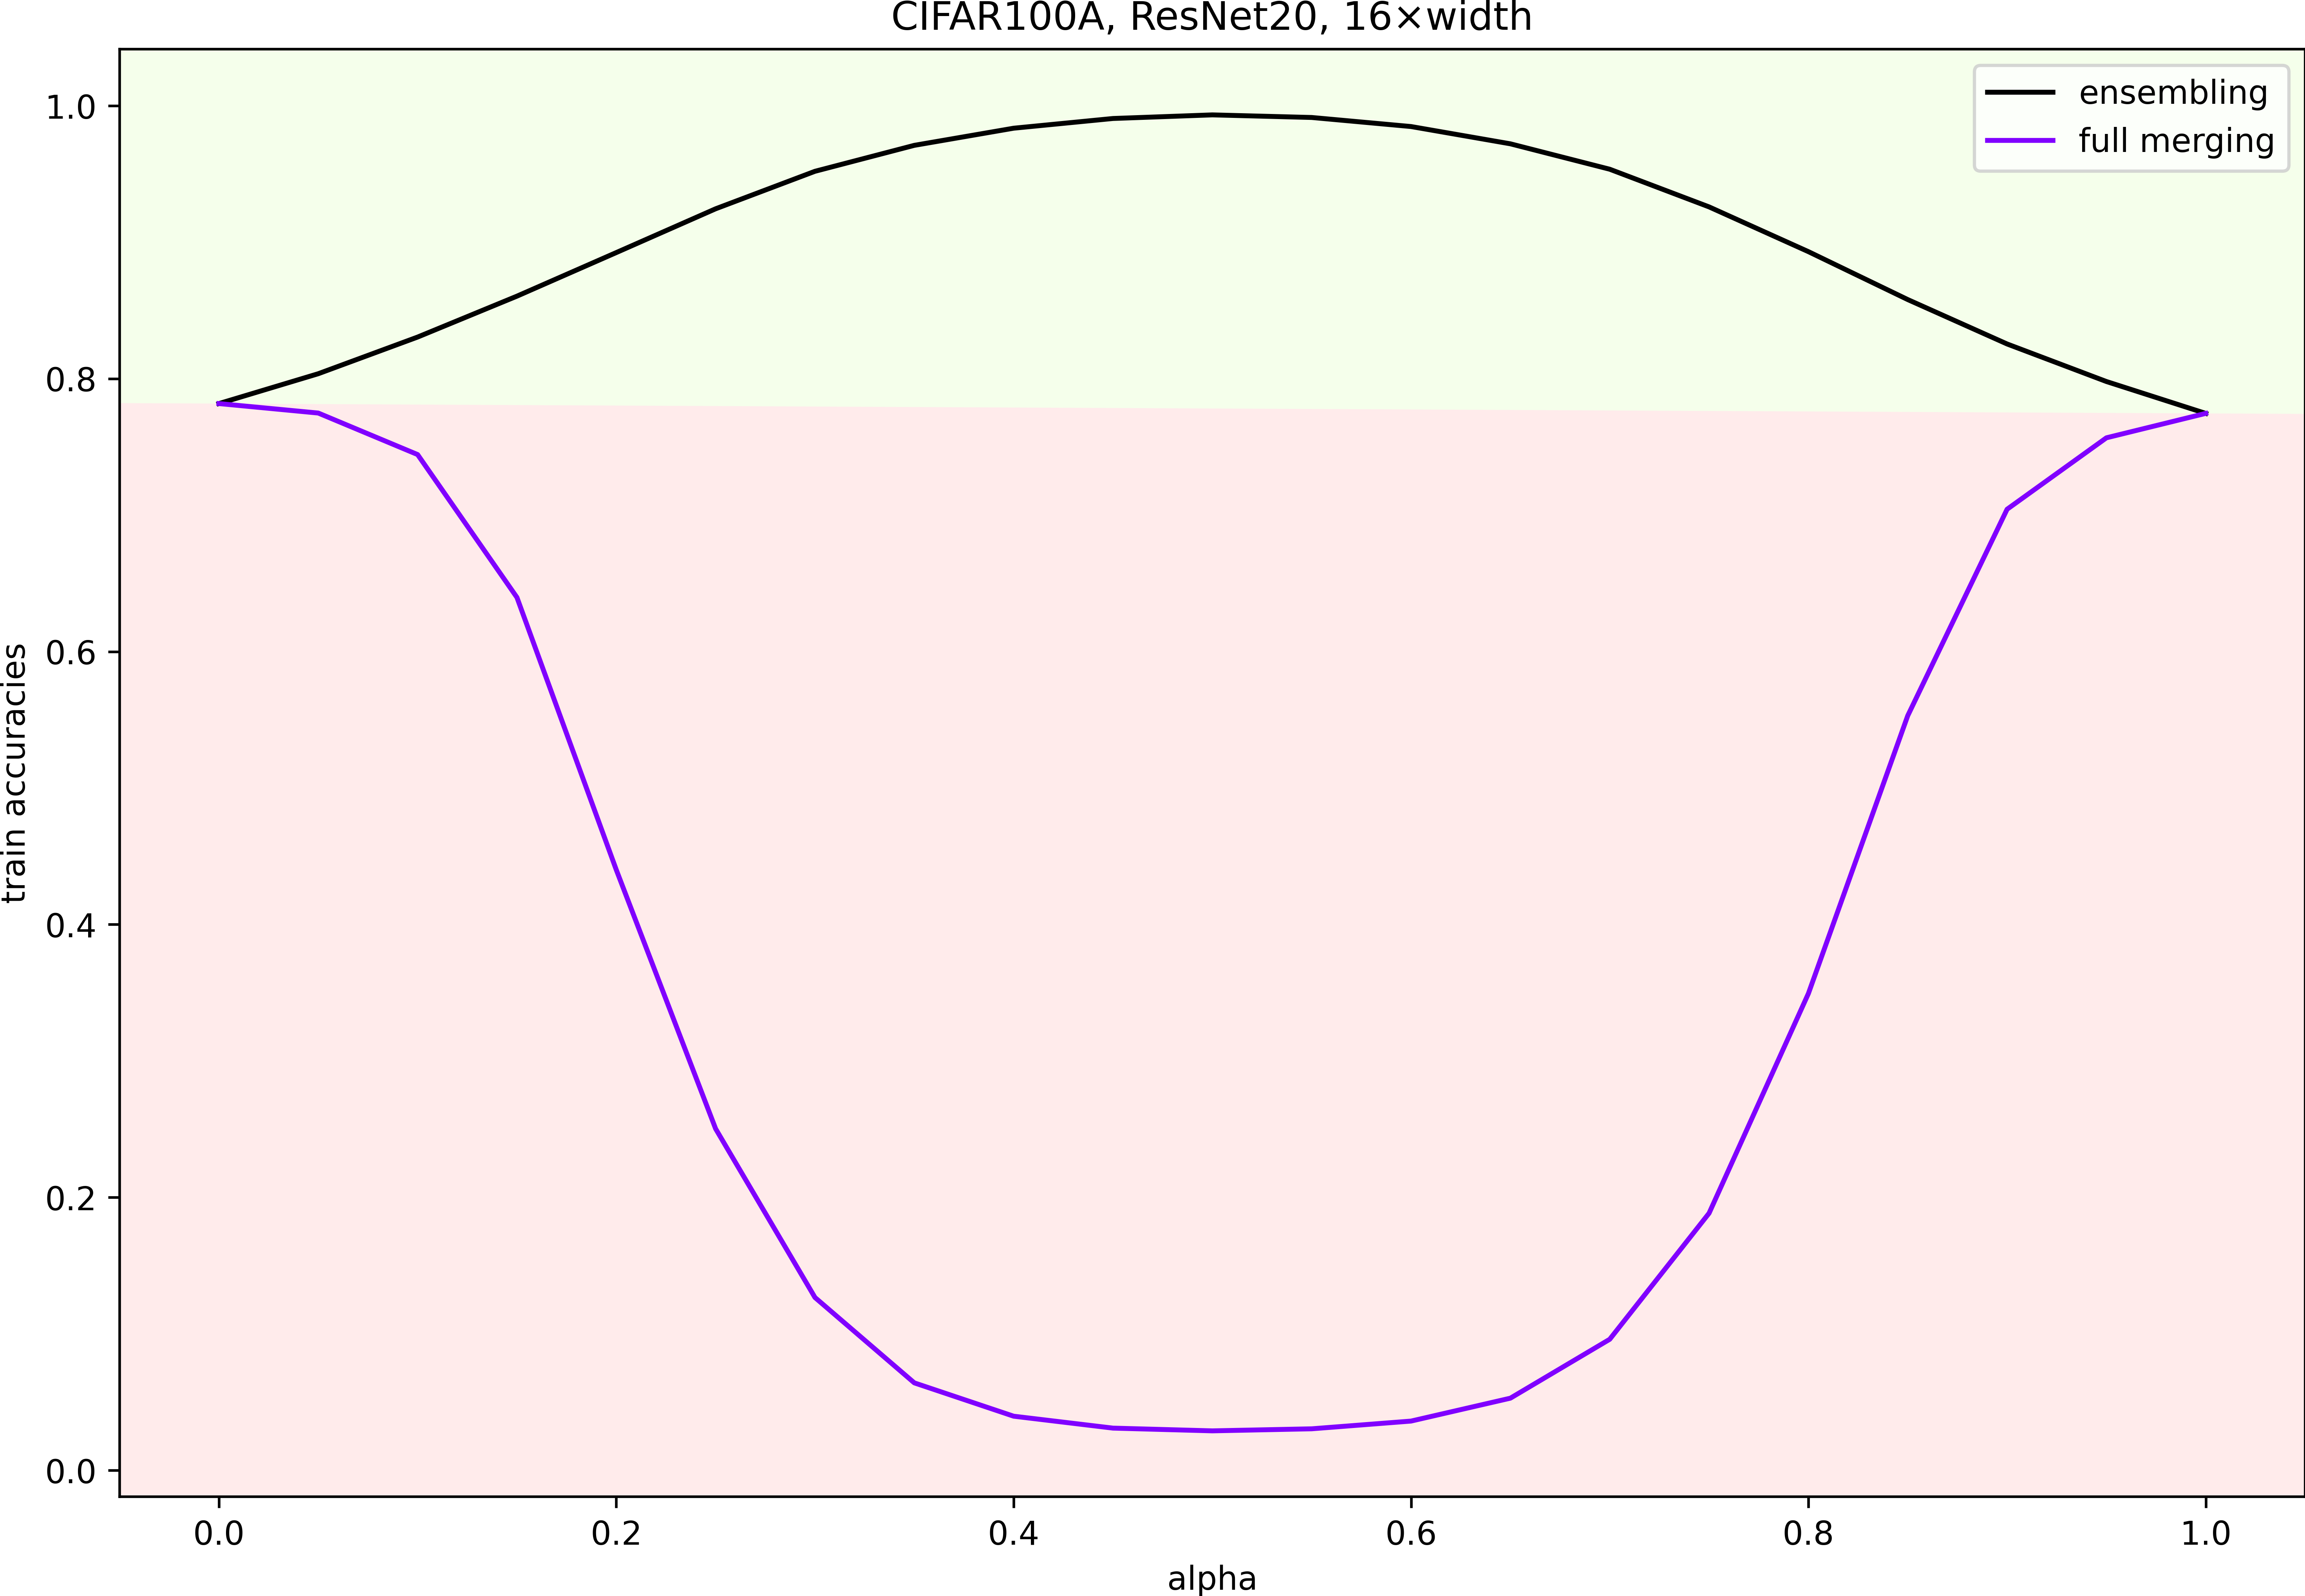 CIFAR100A, ResNet20, 16×width
ensembling
full merging
train accuracies
1.0
0.8
0.6
0.4
0.2
0.0
0.0 0.2 0.4 0.6 0.8 1.0
alpha